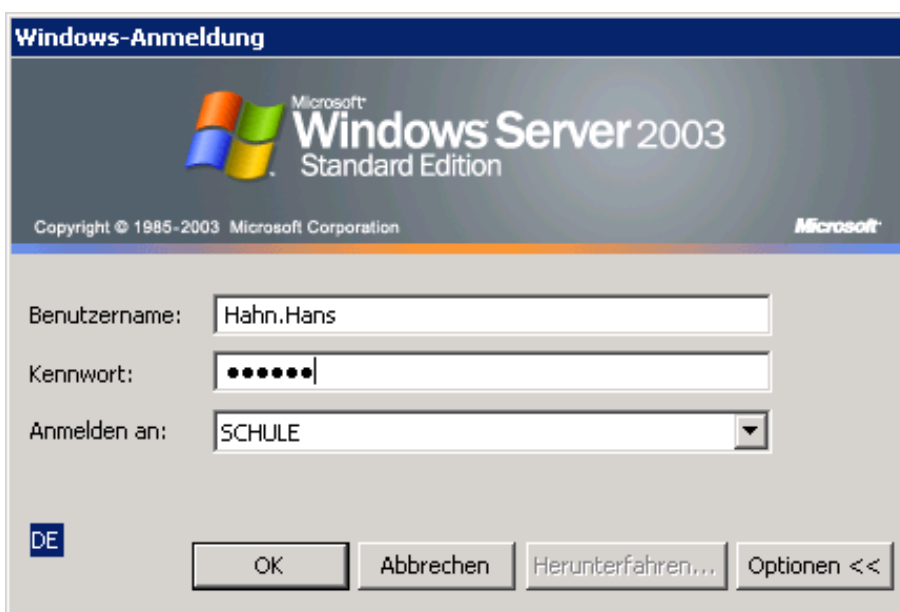 Windows-Anmeldung
Microsoft
Windows Server 2003
Standard Edition
Copyright © 1985-2003 Microsoft Corporation Microsoft
Benutzername: Hahn.Hans
Kennwort: ●●●●●●
Anmelden an: SCHULE
DE
OK Abbrechen Herunterfahren... Optionen <<